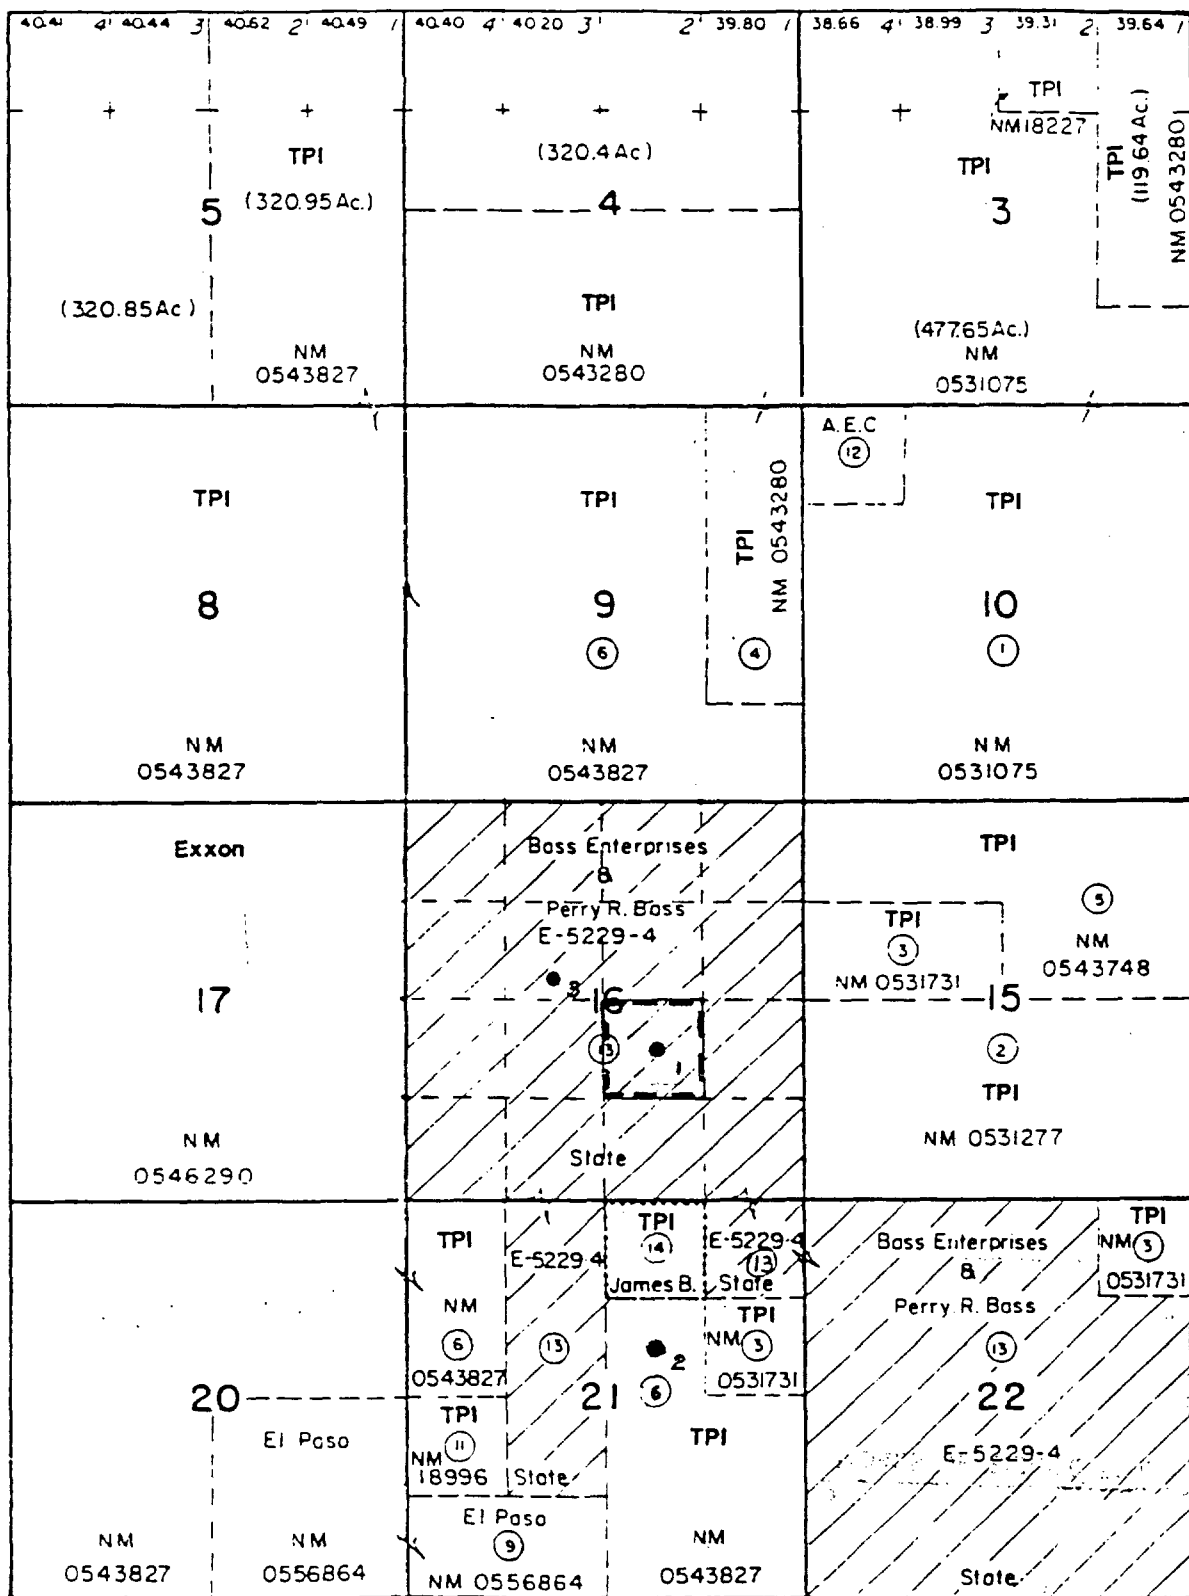 40.41 4 40.44 3 40.62 2 40.49 1
40.40 4 40.20 3 2 39.80 1
38.66 4 38.99 3 39.31 2 39.64 1
TPI
(320.95 Ac.)
5
(320.85 Ac)
NM
0543827
(320.4 Ac)
4
TPI
NM
0543280
TPI
NM 18227
TPI
3
(477.65 Ac.)
NM
0531075
TPI
(119.64 Ac.)
NM 0543280
TPI
8
NM
0543827
TPI
9
6
NM
0543827
TPI
NM 0543280
4
A.E.C
12
TPI
10
1
NM
0531075
Exxon
17
NM
0546290
Bass Enterprises
&
Perry R. Bass
E-5229-4
3
16
13
1
State
TPI
5
NM
0543748
TPI
3
NM 0531731
15
2
TPI
NM 0531277
20
El Paso
NM
0543827
NM
0556864
TPI
NM
6
0543827
TPI
11
NM
18996
E-5229-4
13
State
El Paso
9
NM 0556864
TPI
14
James B.
E-5229-4
13
State
TPI
NM 3
0531731
2
6
21
TPI
NM
0543827
Bass Enterprises
&
Perry R. Bass
13
22
E-5229-4
State
TPI
NM 3
0531731